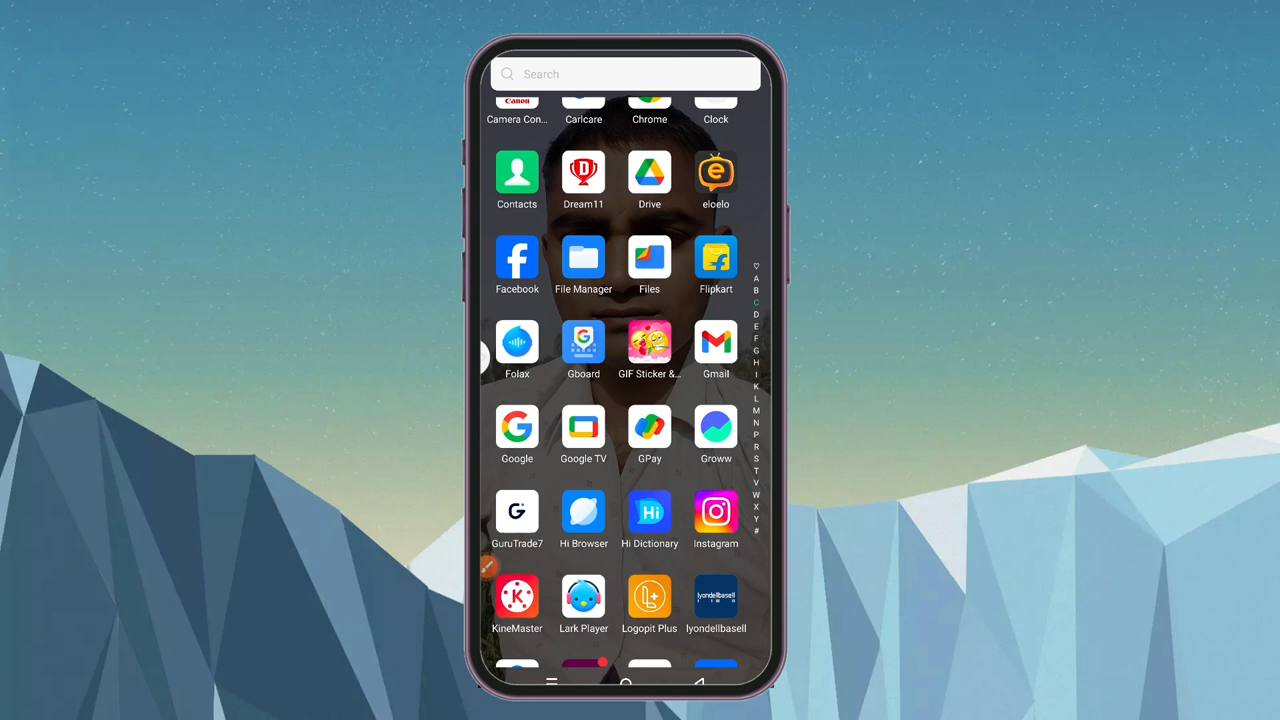 Search
Canon
Camera Con... Carlcare Chrome Clock
D e
Contacts Dream11 Drive eloelo
Facebook File Manager Files Flipkart
G
Folax Gboard GIF Sticker &... Gmail
Google Google TV GPay Groww
Hi
GuruTrade7 Hi Browser Hi Dictionary Instagram
K L+ lyondellbasell
KineMaster Lark Player Logopit Plus lyondellbasell
A
B
C
D
E
F
G
H
I
K
L
M
N
P
R
S
T
V
W
X
Y
#